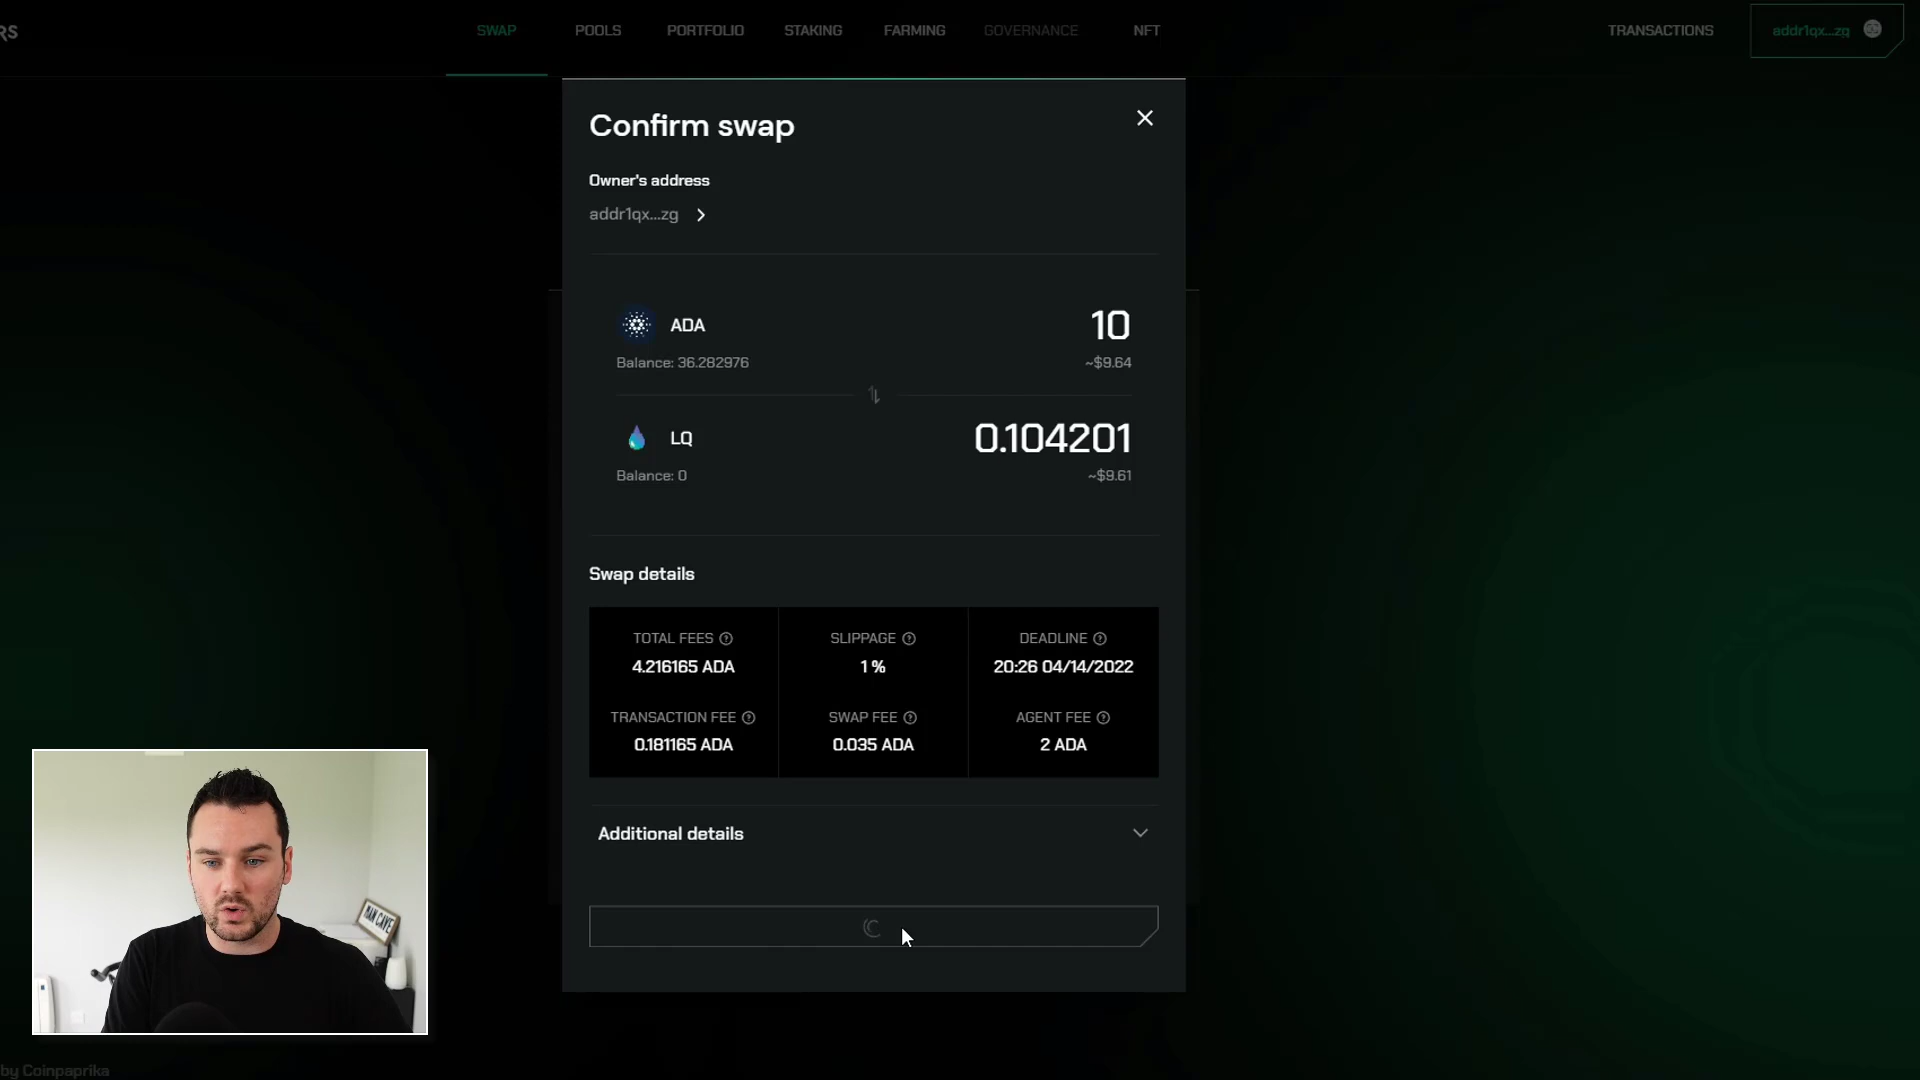 RS
SWAP POOLS PORTFOLIO STAKING FARMING GOVERNANCE NFT TRANSACTIONS addr1qx...zg
Confirm swap
Owner's address
addr1qx...zg
ADA 10
Balance: 36.282976 ~$9.64
LQ 0.104201
Balance: 0 ~$9.61
Swap details
TOTAL FEES SLIPPAGE DEADLINE
4.216165 ADA 1 % 20:26 04/14/2022
TRANSACTION FEE SWAP FEE AGENT FEE
0.181165 ADA 0.035 ADA 2 ADA
Additional details
MAN CAVE
by Coinpaprika